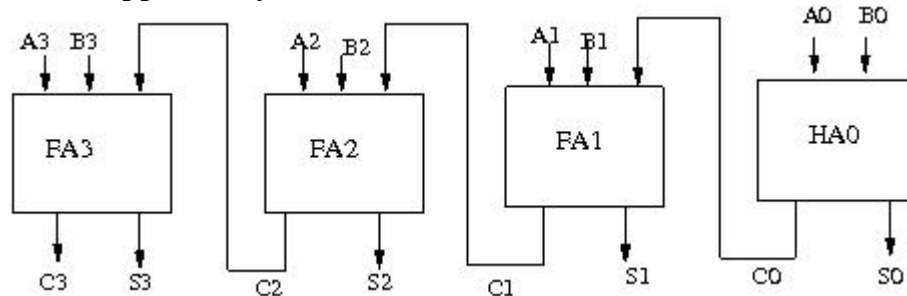 A3 B3 A2 B2 A1 B1 A0 B0
FA3 FA2 FA1 HA0
C3 S3 C2 S2 C1 S1 C0 S0